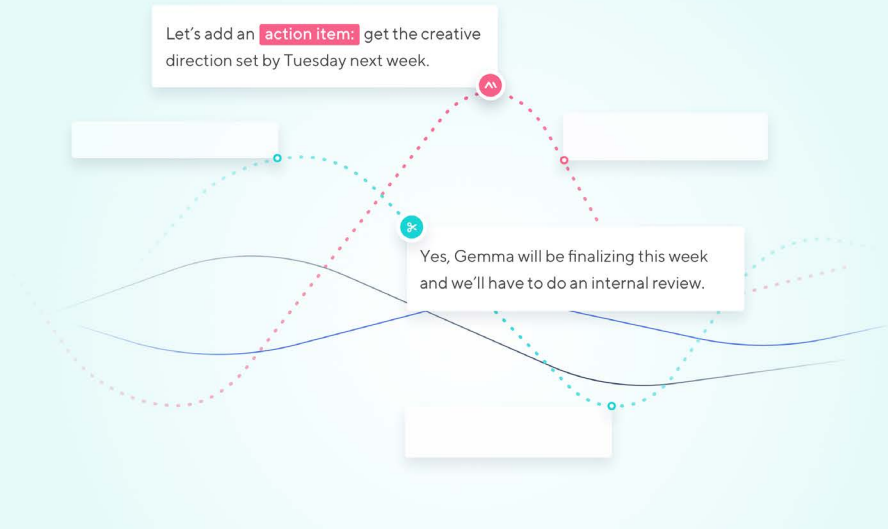 Let’s add an action item: get the creative
direction set by Tuesday next week.
Yes, Gemma will be finalizing this week
and we’ll have to do an internal review.